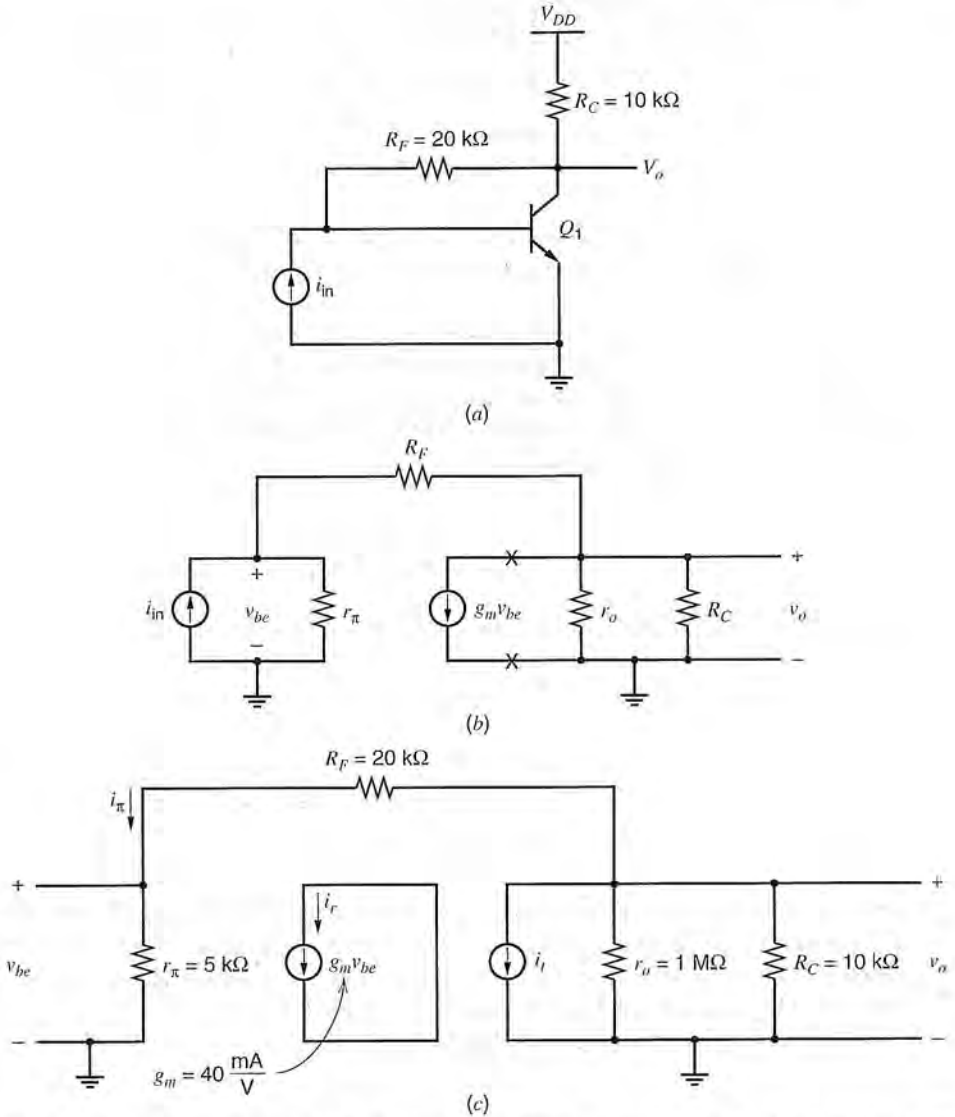 V_DD
R_C = 10 kΩ
R_F = 20 kΩ
V_o
Q_1
i_in
(a)
R_F
+
+
i_in
v_be
r_π
g_m v_be
r_o
R_C
v_o
−
−
(b)
R_F = 20 kΩ
i_π
+
+
i_r
v_be
r_π = 5 kΩ
g_m v_be
i_t
r_o = 1 MΩ
R_C = 10 kΩ
v_o
−
−
g_m = 40 mA/V
(c)